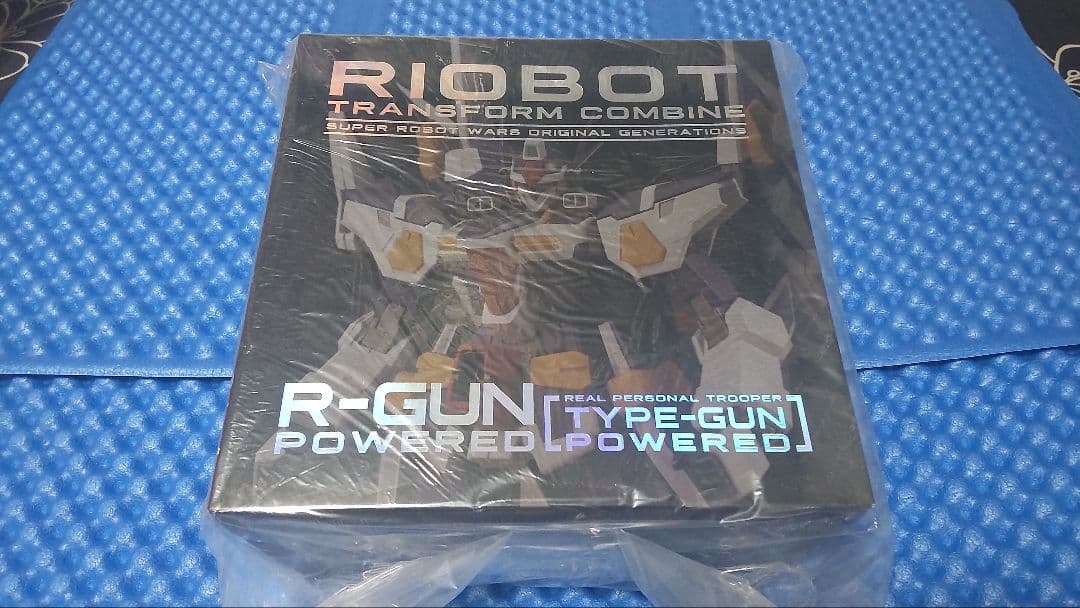 RIOBOT
TRANSFORM COMBINE
SUPER ROBOT WARS ORIGINAL GENERATIONS
R-GUN
POWERED
REAL PERSONAL TROOPER
TYPE-GUN
POWERED